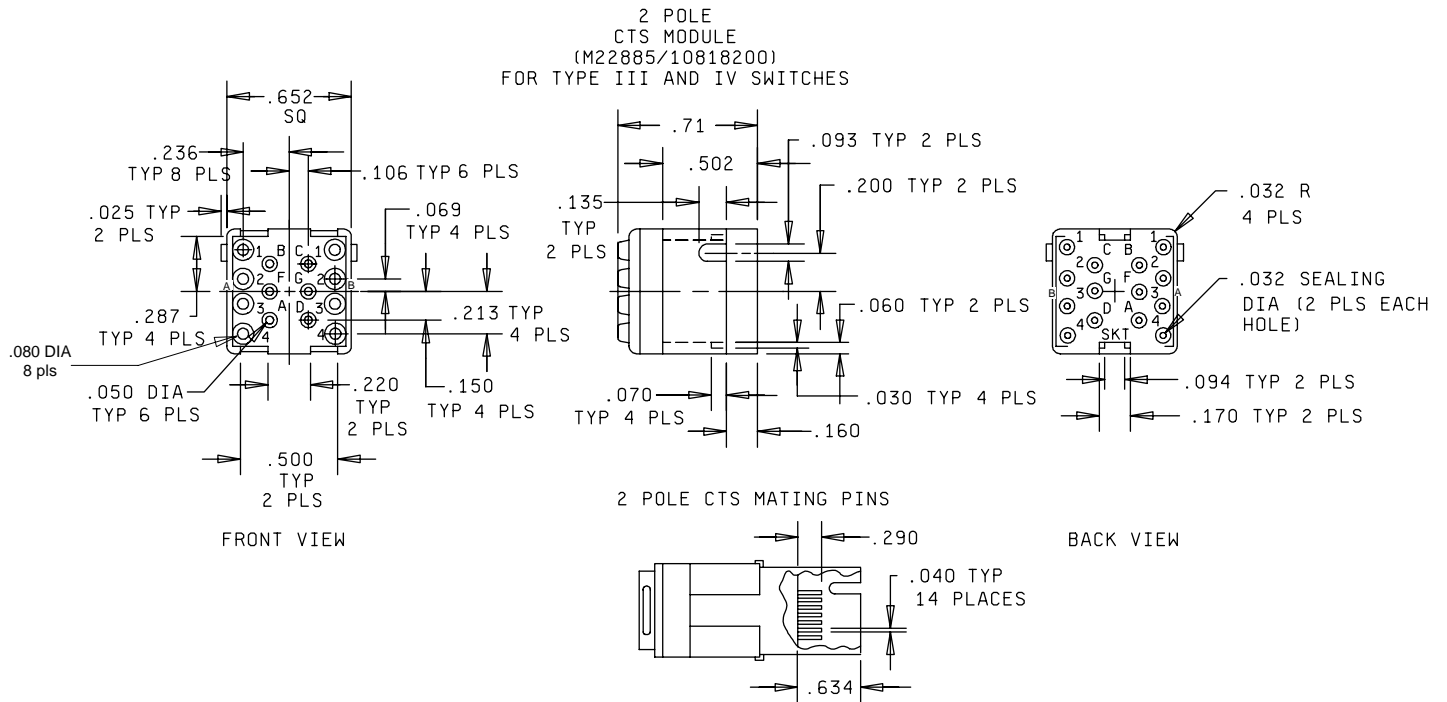 2 POLE
CTS MODULE
(M22885/10818200)
FOR TYPE III AND IV SWITCHES
.652
SQ
.236
TYP 8 PLS
.106 TYP 6 PLS
.025 TYP
2 PLS
.069
TYP 4 PLS
.287
TYP 4 PLS
.213 TYP
4 PLS
.080 DIA
8 pls
.050 DIA
TYP 6 PLS
.220
TYP
2 PLS
.150
TYP 4 PLS
.500
TYP
2 PLS
1 B C 1
2 F G 2
A B
3 A D 3
4 4
FRONT VIEW
.71
.093 TYP 2 PLS
.502
.200 TYP 2 PLS
.135
TYP
2 PLS
.060 TYP 2 PLS
.070
TYP 4 PLS
.030 TYP 4 PLS
.160
.032 R
4 PLS
1 C B 1
2 G F 2
B A
3 D A 3
4 SKT 4
.032 SEALING
DIA (2 PLS EACH
HOLE)
.094 TYP 2 PLS
.170 TYP 2 PLS
BACK VIEW
2 POLE CTS MATING PINS
.290
.040 TYP
14 PLACES
.634